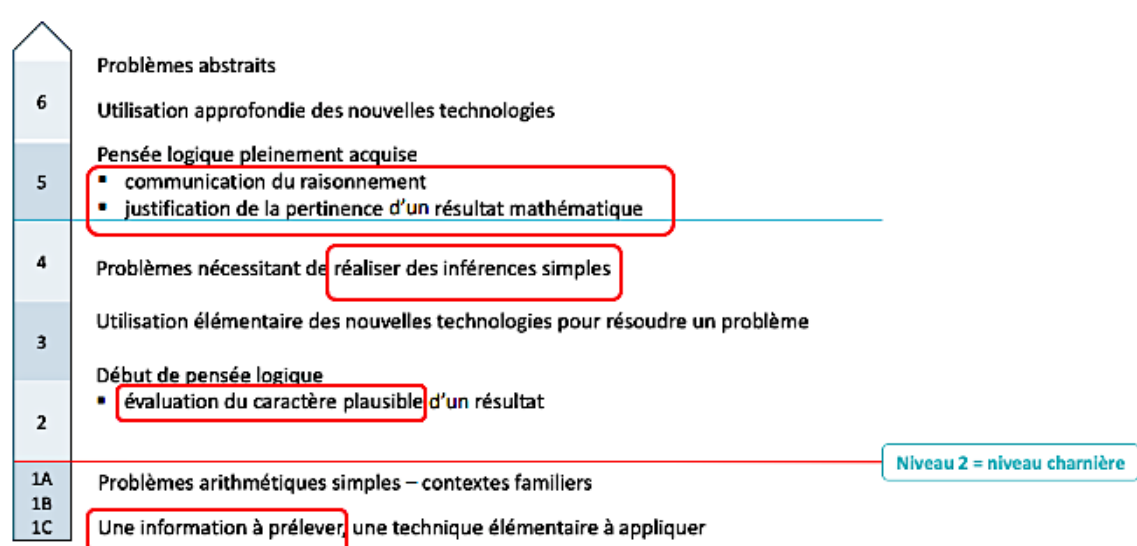 Problèmes abstraits
6
Utilisation approfondie des nouvelles technologies
Pensée logique pleinement acquise
5
▪ communication du raisonnement
▪ justification de la pertinence d'un résultat mathématique
4
Problèmes nécessitant de réaliser des inférences simples
Utilisation élémentaire des nouvelles technologies pour résoudre un problème
3
Début de pensée logique
▪ évaluation du caractère plausible d'un résultat
2
Niveau 2 = niveau charnière
1A
Problèmes arithmétiques simples – contextes familiers
1B
1C
Une information à prélever, une technique élémentaire à appliquer